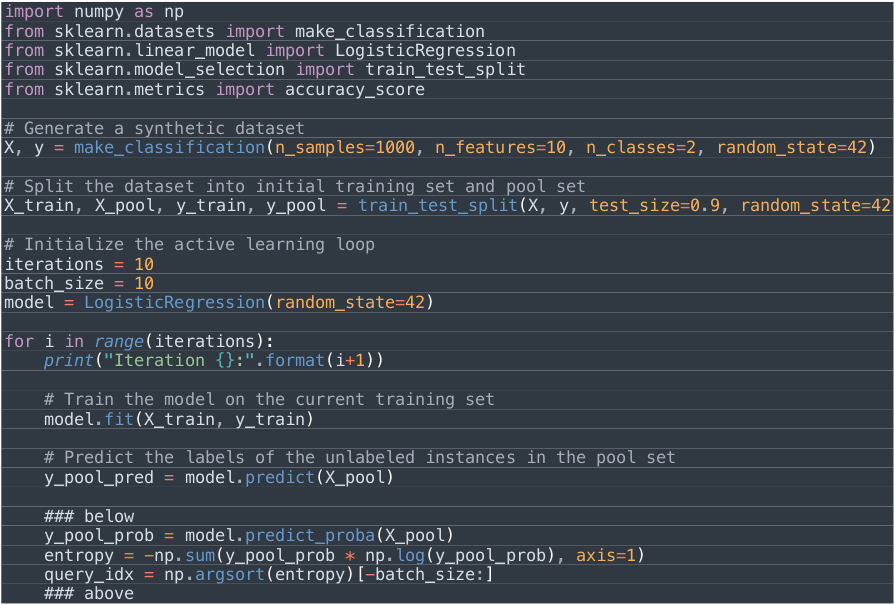 import numpy as np
from sklearn.datasets import make_classification
from sklearn.linear_model import LogisticRegression
from sklearn.model_selection import train_test_split
from sklearn.metrics import accuracy_score
# Generate a synthetic dataset
X, y = make_classification(n_samples=1000, n_features=10, n_classes=2, random_state=42)
# Split the dataset into initial training set and pool set
X_train, X_pool, y_train, y_pool = train_test_split(X, y, test_size=0.9, random_state=42
# Initialize the active learning loop
iterations = 10
batch_size = 10
model = LogisticRegression(random_state=42)
for i in range(iterations):
    print("Iteration {}:".format(i+1))
    # Train the model on the current training set
    model.fit(X_train, y_train)
    # Predict the labels of the unlabeled instances in the pool set
    y_pool_pred = model.predict(X_pool)
    ### below
    y_pool_prob = model.predict_proba(X_pool)
    entropy = -np.sum(y_pool_prob * np.log(y_pool_prob), axis=1)
    query_idx = np.argsort(entropy)[-batch_size:]
    ### above